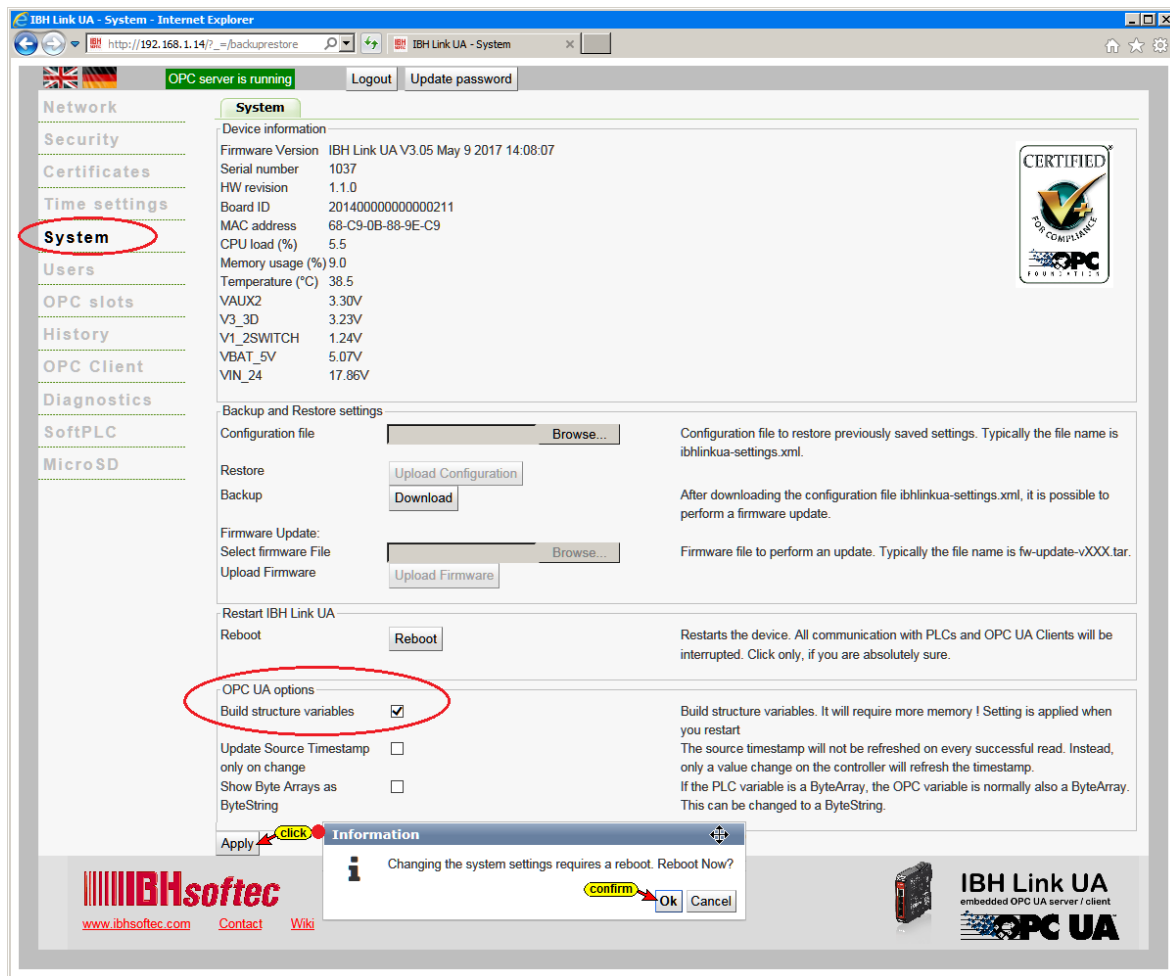 IBH Link UA - System - Internet Explorer
http://192.168.1.14/?_=/backuprestore
IBH Link UA - System
OPC server is running
Logout
Update password
Network
Security
Certificates
Time settings
System
Users
OPC slots
History
OPC Client
Diagnostics
SoftPLC
MicroSD
System
Device information
Firmware Version IBH Link UA V3.05 May 9 2017 14:08:07
Serial number 1037
HW revision 1.1.0
Board ID 201400000000000211
MAC address 68-C9-0B-88-9E-C9
CPU load (%) 5.5
Memory usage (%) 9.0
Temperature (°C) 38.5
VAUX2 3.30V
V3_3D 3.23V
V1_2SWITCH 1.24V
VBAT_5V 5.07V
VIN_24 17.86V
CERTIFIED
FOR COMPLIANCE
OPC
FOUNDATION
Backup and Restore settings
Configuration file
Browse...
Configuration file to restore previously saved settings. Typically the file name is
ibhlinkua-settings.xml.
Restore
Upload Configuration
Backup
Download
After downloading the configuration file ibhlinkua-settings.xml, it is possible to
perform a firmware update.
Firmware Update:
Select firmware File
Browse...
Firmware file to perform an update. Typically the file name is fw-update-vXXX.tar.
Upload Firmware
Upload Firmware
Restart IBH Link UA
Reboot
Reboot
Restarts the device. All communication with PLCs and OPC UA Clients will be
interrupted. Click only, if you are absolutely sure.
OPC UA options
Build structure variables
Build structure variables. It will require more memory ! Setting is applied when
you restart
Update Source Timestamp
only on change
The source timestamp will not be refreshed on every successful read. Instead,
only a value change on the controller will refresh the timestamp.
Show Byte Arrays as
ByteString
If the PLC variable is a ByteArray, the OPC variable is normally also a ByteArray.
This can be changed to a ByteString.
Apply
click
Information
Changing the system settings requires a reboot. Reboot Now?
confirm
Ok
Cancel
IBHsoftec
www.ibhsoftec.com
Contact
Wiki
IBH Link UA
embedded OPC UA server / client
OPC UA